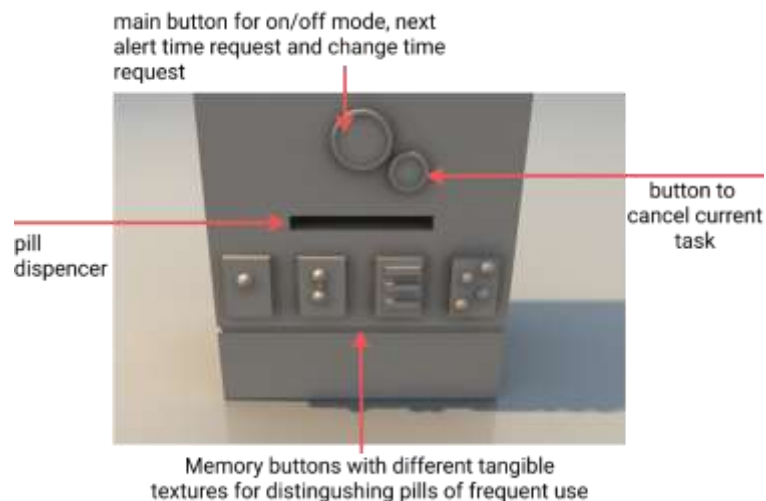 main button for on/off mode, next
alert time request and change time
request
button to
cancel current
task
pill
dispencer
Memory buttons with different tangible
textures for distingushing pills of frequent use